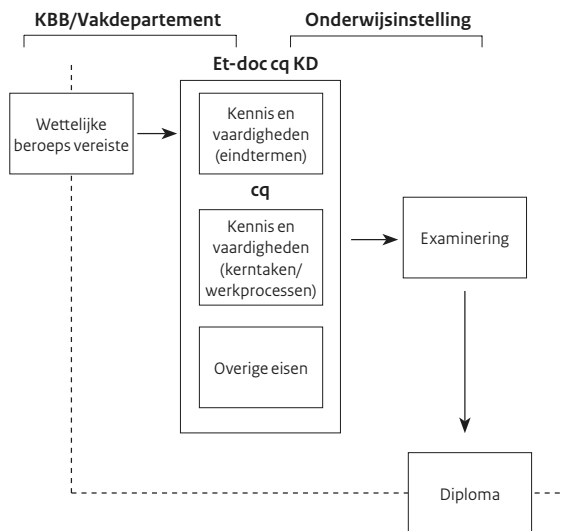 KBB/Vakdepartement
Onderwijsinstelling
Et-doc cq KD
Wettelijke
beroeps vereiste
Kennis en
vaardigheden
(eindtermen)
cq
Kennis en
vaardigheden
(kerntaken/
werkprocessen)
Overige eisen
Examinering
Diploma